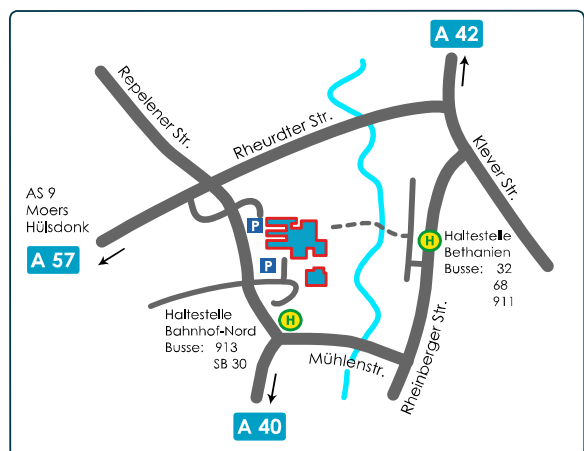 A 42
Repelener Str.
Rheurdter Str.
Klever Str.
AS 9
Moers
Hülsdonk
A 57
P
P
H
Haltestelle
Bethanien
Busse: 32
68
911
Haltestelle
Bahnhof-Nord
Busse: 913
SB 30
H
Mühlenstr.
Rheinberger Str.
A 40